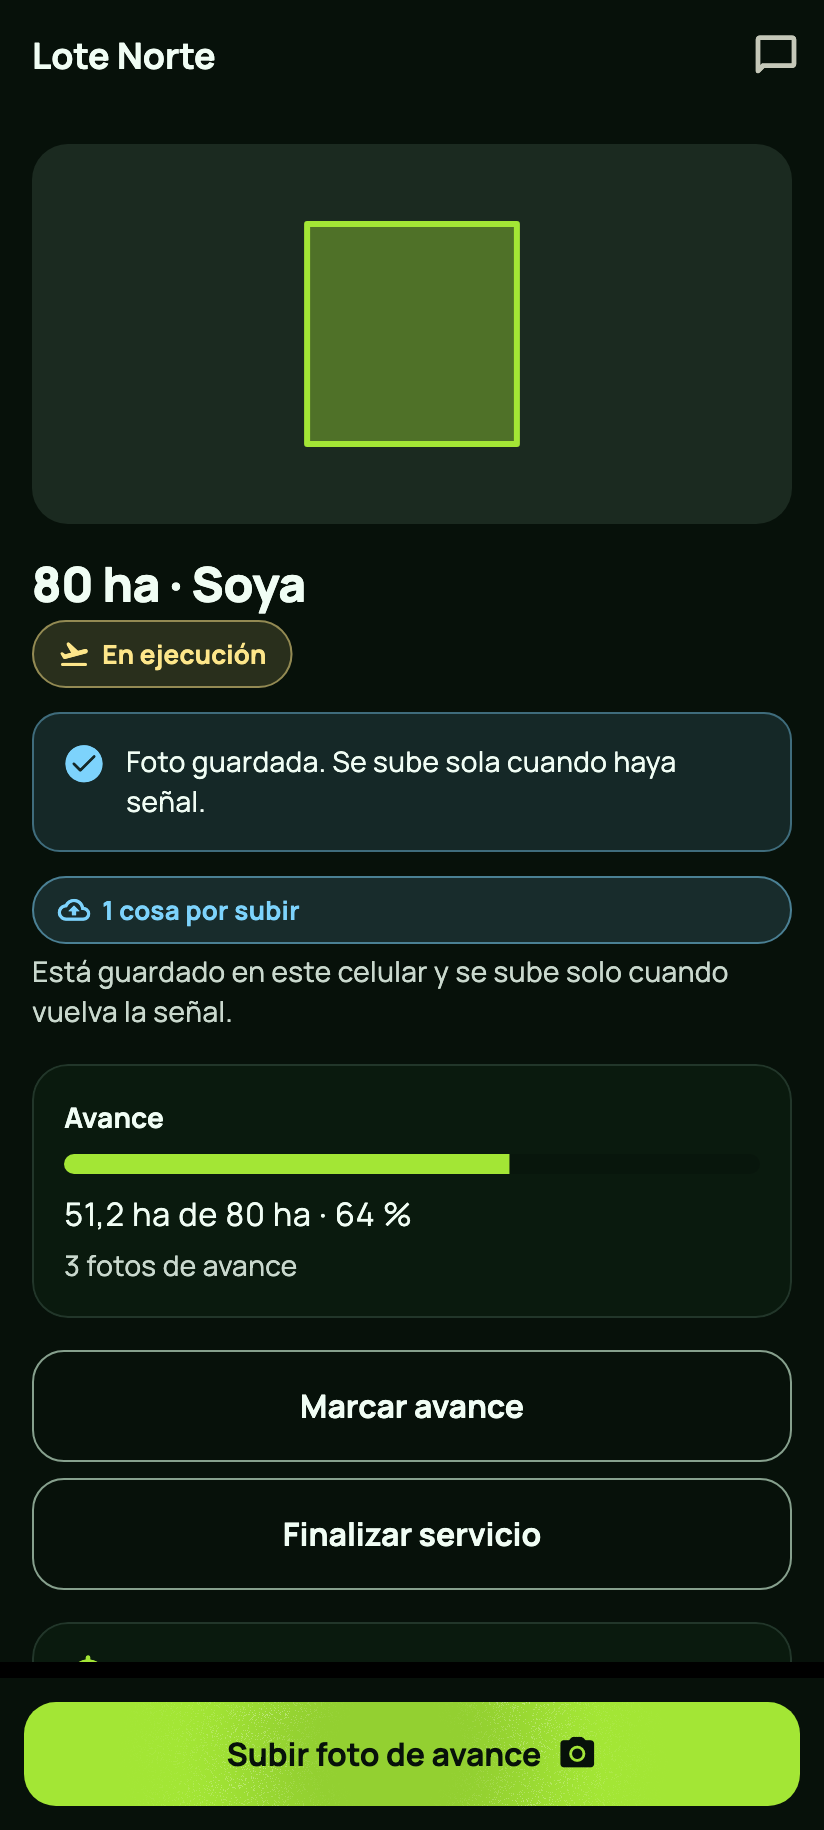 Lote Norte
80 ha · Soya
En ejecución
Foto guardada. Se sube sola cuando haya
señal.
1 cosa por subir
Está guardado en este celular y se sube solo cuando
vuelva la señal.
Avance
51,2 ha de 80 ha · 64 %
3 fotos de avance
Marcar avance
Finalizar servicio
Subir foto de avance